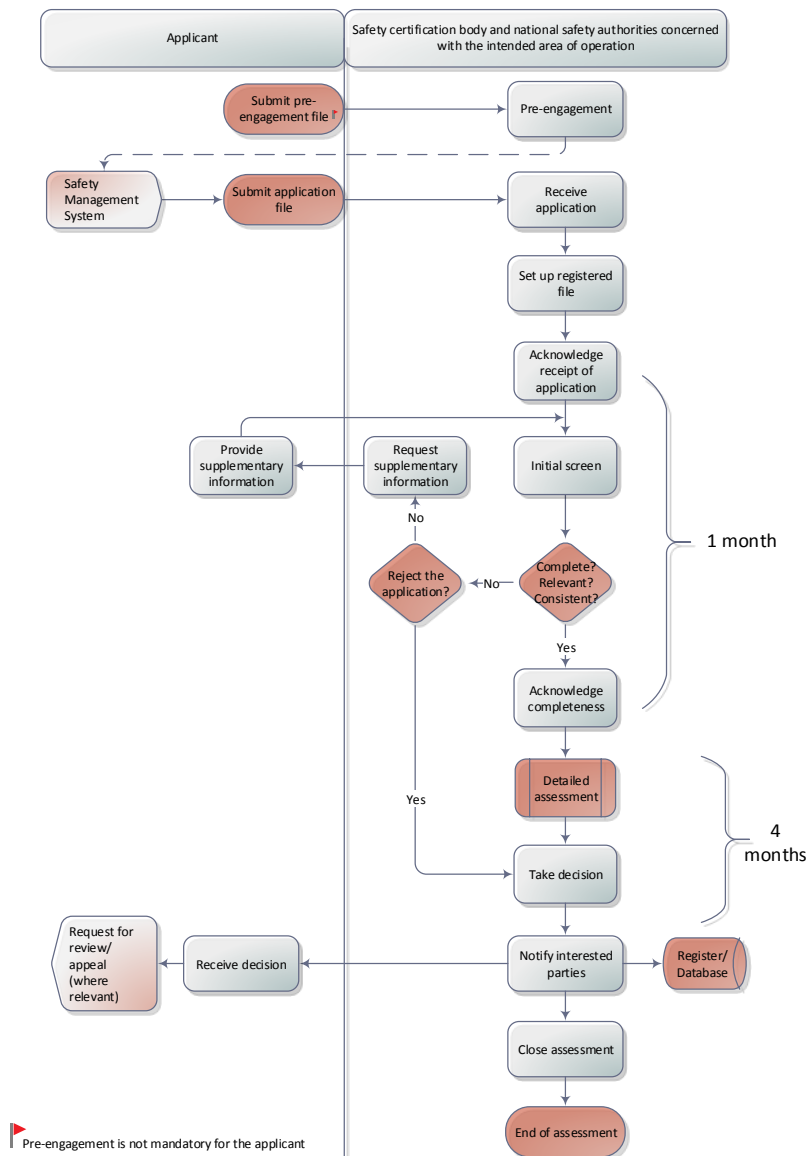 Applicant
Safety certification body and national safety authorities concerned
with the intended area of operation
Submit pre-
engagement file
Pre-engagement
Safety
Management
System
Submit application
file
Receive
application
Set up registered
file
Acknowledge
receipt of
application
Provide
supplementary
information
Request
supplementary
information
Initial screen
No
1 month
Reject the
application?
No
Complete?
Relevant?
Consistent?
Yes
Acknowledge
completeness
Detailed
assessment
Yes
4
months
Take decision
Request for
review/
appeal
(where
relevant)
Receive decision
Notify interested
parties
Register/
Database
Close assessment
End of assessment
Pre-engagement is not mandatory for the applicant